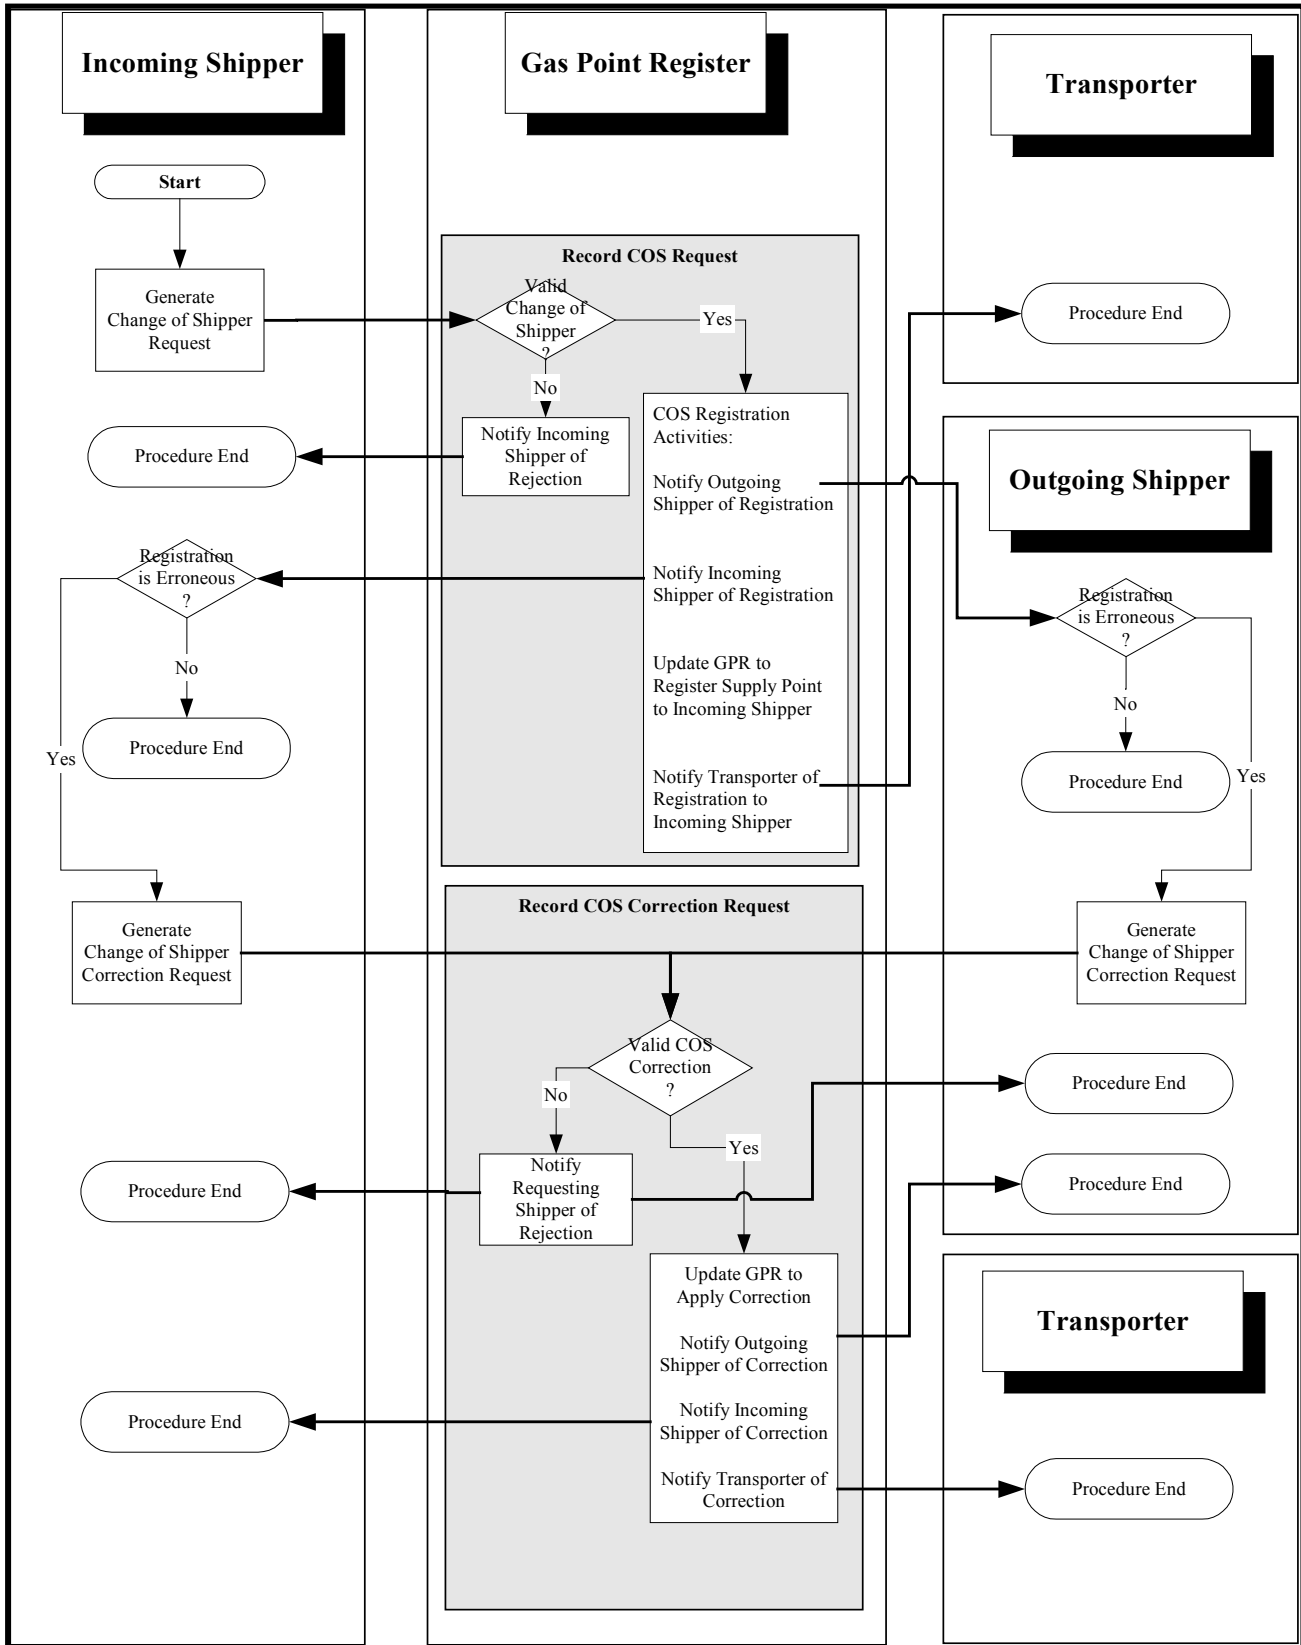 Incoming Shipper
Gas Point Register
Transporter
Start
Record COS Request
Generate
Change of Shipper
Request
Valid
Change of
Shipper
?
Yes
No
Procedure End
Procedure End
Notify Incoming
Shipper of
Rejection
COS Registration
Activities:
Notify Outgoing
Shipper of Registration
Notify Incoming
Shipper of Registration
Update GPR to
Register Supply Point
to Incoming Shipper
Notify Transporter of
Registration to
Incoming Shipper
Outgoing Shipper
Registration
is Erroneous
?
No
Yes
Procedure End
Registration
is Erroneous
?
No
Yes
Procedure End
Record COS Correction Request
Generate
Change of Shipper
Correction Request
Generate
Change of Shipper
Correction Request
Valid COS
Correction
?
No
Yes
Procedure End
Procedure End
Notify
Requesting
Shipper of
Rejection
Procedure End
Update GPR to
Apply Correction
Notify Outgoing
Shipper of Correction
Notify Incoming
Shipper of Correction
Notify Transporter of
Correction
Transporter
Procedure End
Procedure End